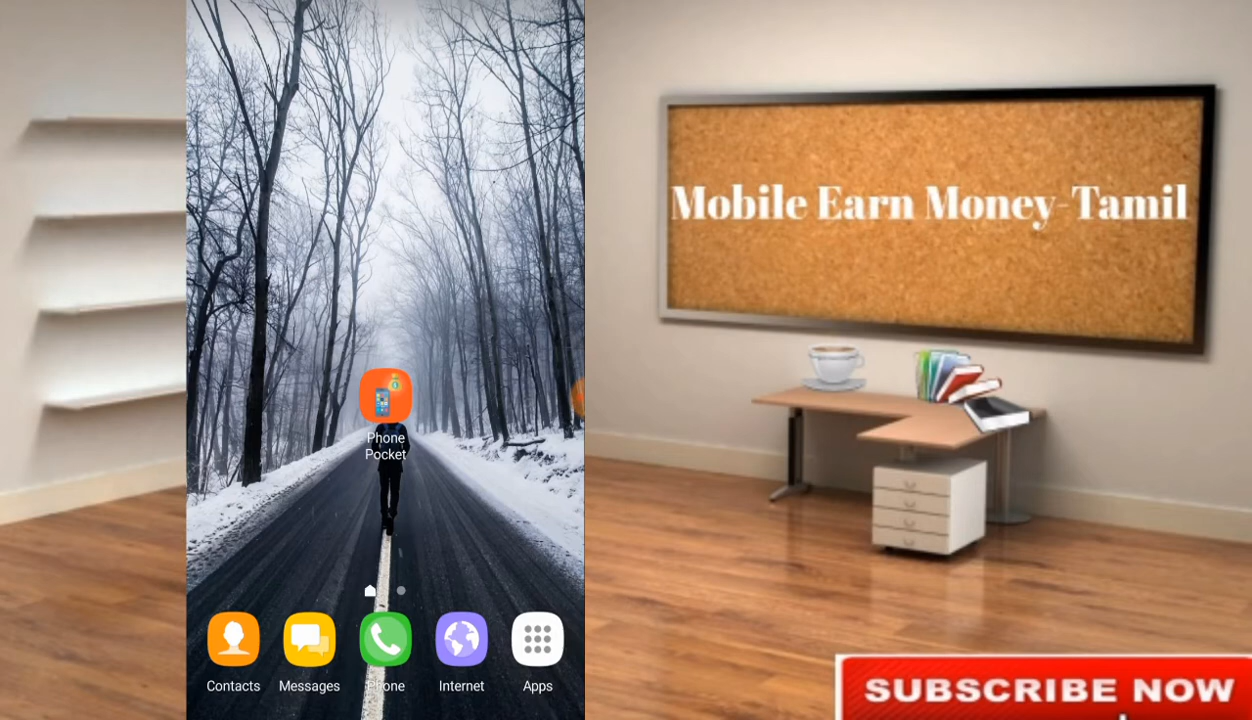 Mobile Earn Money-Tamil
Phone
Pocket
Contacts
Messages
Phone
Internet
Apps
SUBSCRIBE NOW